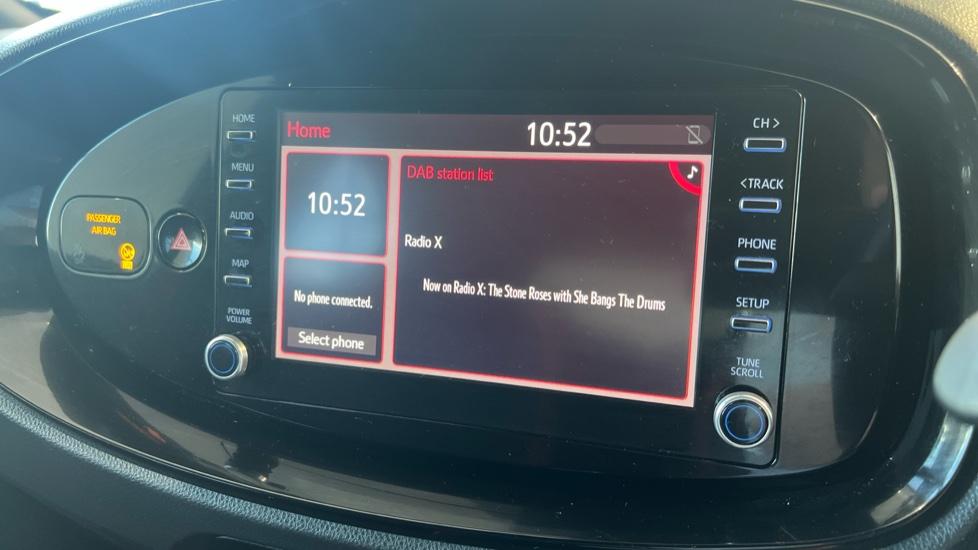 HOME
MENU
AUDIO
MAP
POWER
VOLUME
PASSENGER
AIR BAG
Home
10:52
10:52
No phone connected.
Select phone
DAB station list
Radio X
Now on Radio X: The Stone Roses with She Bangs The Drums
CH >
<TRACK
PHONE
SETUP
TUNE
SCROLL